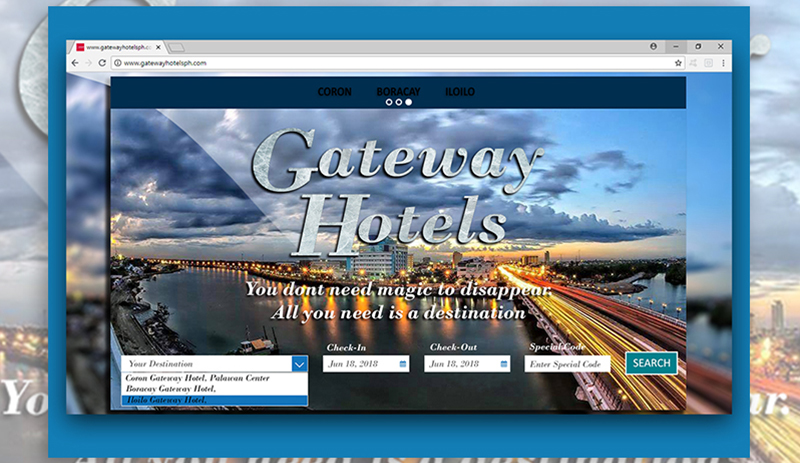 www.gatewayhotelsph.co
www.gatewayhotelsph.com
CORON BORACAY ILOILO
Gateway
Hotels
You dont need magic to disappear.
All you need is a destination
Check-In Check-Out Special Code
Your Destination Jun 18, 2018 Jun 18, 2018 Enter Special Code SEARCH
Coron Gateway Hotel, Palawan Center
Boracay Gateway Hotel,
Iloilo Gateway Hotel,
Yo ar.